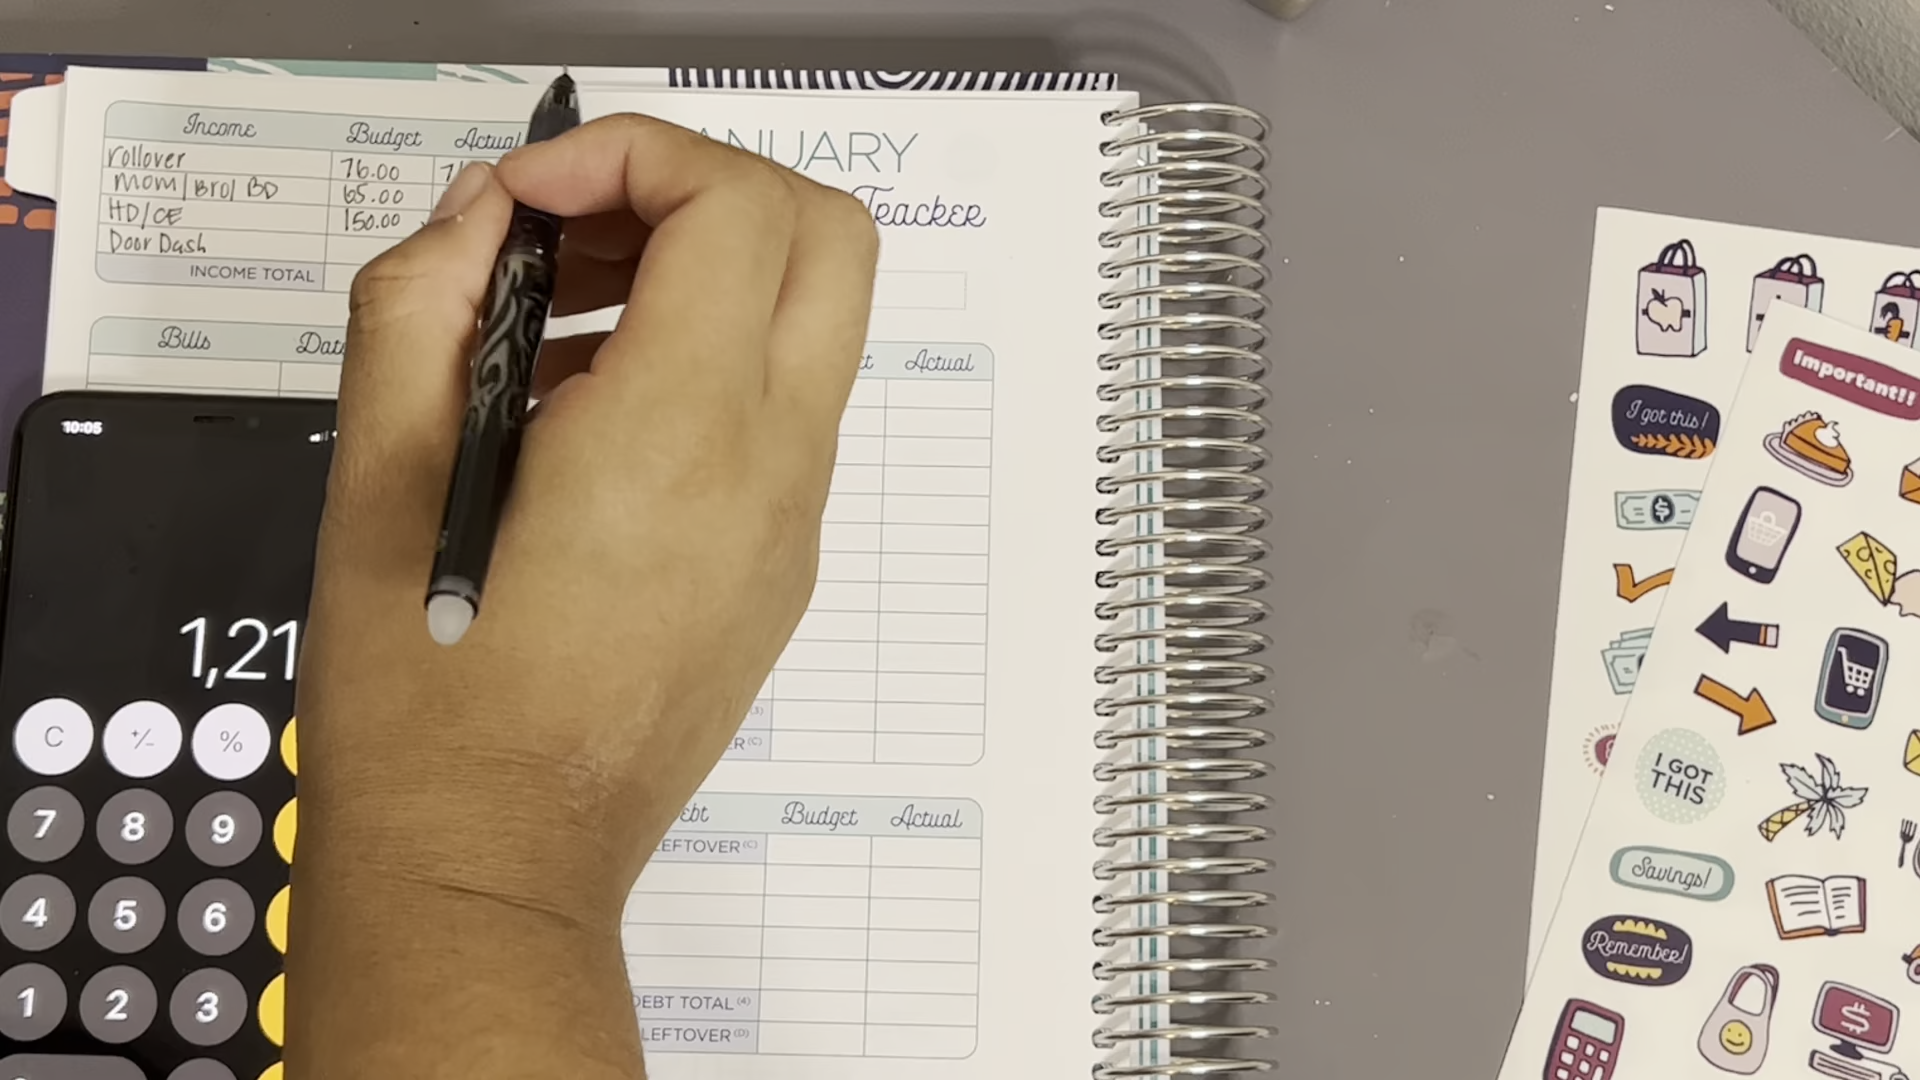 Income Budget Actual
rollover 76.00
Mom/Bro/BD 65.00
HD/CE 150.00
Door Dash
INCOME TOTAL
ANUARY
Tracker
Bills
Actual
10:05
1,21
C +/- %
7 8 9
4 5 6
1 2 3
Budget Actual
LEFTOVER (C)
DEBT TOTAL (4)
LEFTOVER (D)
Important!!
I got this!
I GOT
THIS
Savings!
Remember!